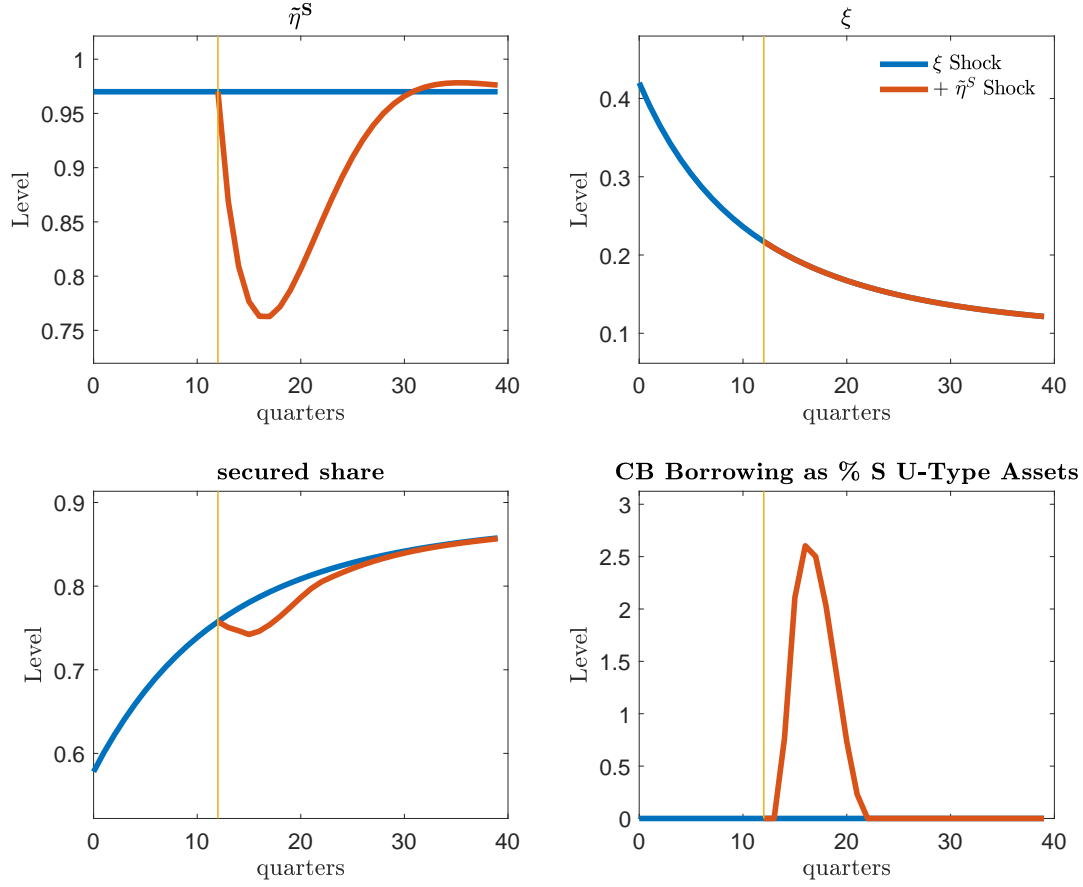 η̃ˢ
1
0.95
0.9
0.85
0.8
0.75
Level
0 10 20 30 40
quarters
ξ
ξ Shock
+ η̃ˢ Shock
0.4
0.3
0.2
0.1
Level
0 10 20 30 40
quarters
secured share
0.9
0.8
0.7
0.6
Level
0 10 20 30 40
quarters
CB Borrowing as % S U-Type Assets
3
2.5
2
1.5
1
0.5
0
Level
0 10 20 30 40
quarters